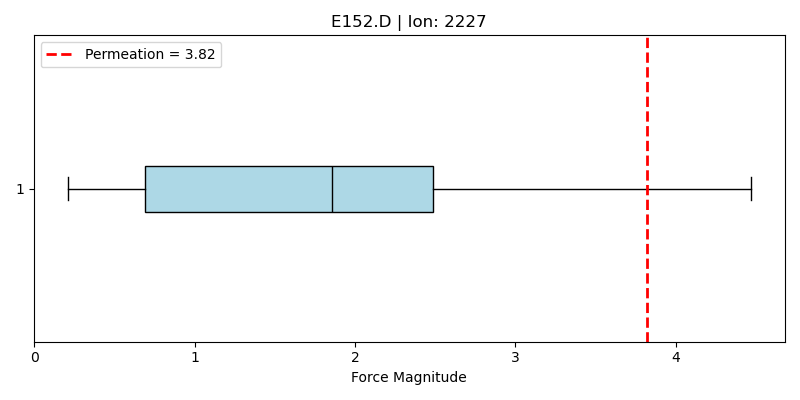 E152.D | Ion: 2227
Permeation = 3.82
1
0 1 2 3 4
Force Magnitude